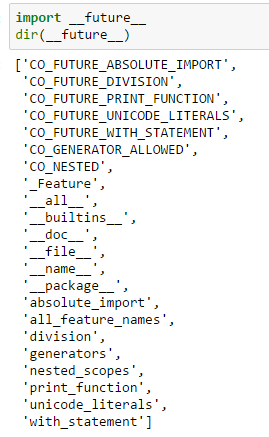 import __future__
dir(__future__)
['CO_FUTURE_ABSOLUTE_IMPORT',
'CO_FUTURE_DIVISION',
'CO_FUTURE_PRINT_FUNCTION',
'CO_FUTURE_UNICODE_LITERALS',
'CO_FUTURE_WITH_STATEMENT',
'CO_GENERATOR_ALLOWED',
'CO_NESTED',
'_Feature',
'__all__',
'__builtins__',
'__doc__',
'__file__',
'__name__',
'__package__',
'absolute_import',
'all_feature_names',
'division',
'generators',
'nested_scopes',
'print_function',
'unicode_literals',
'with_statement']